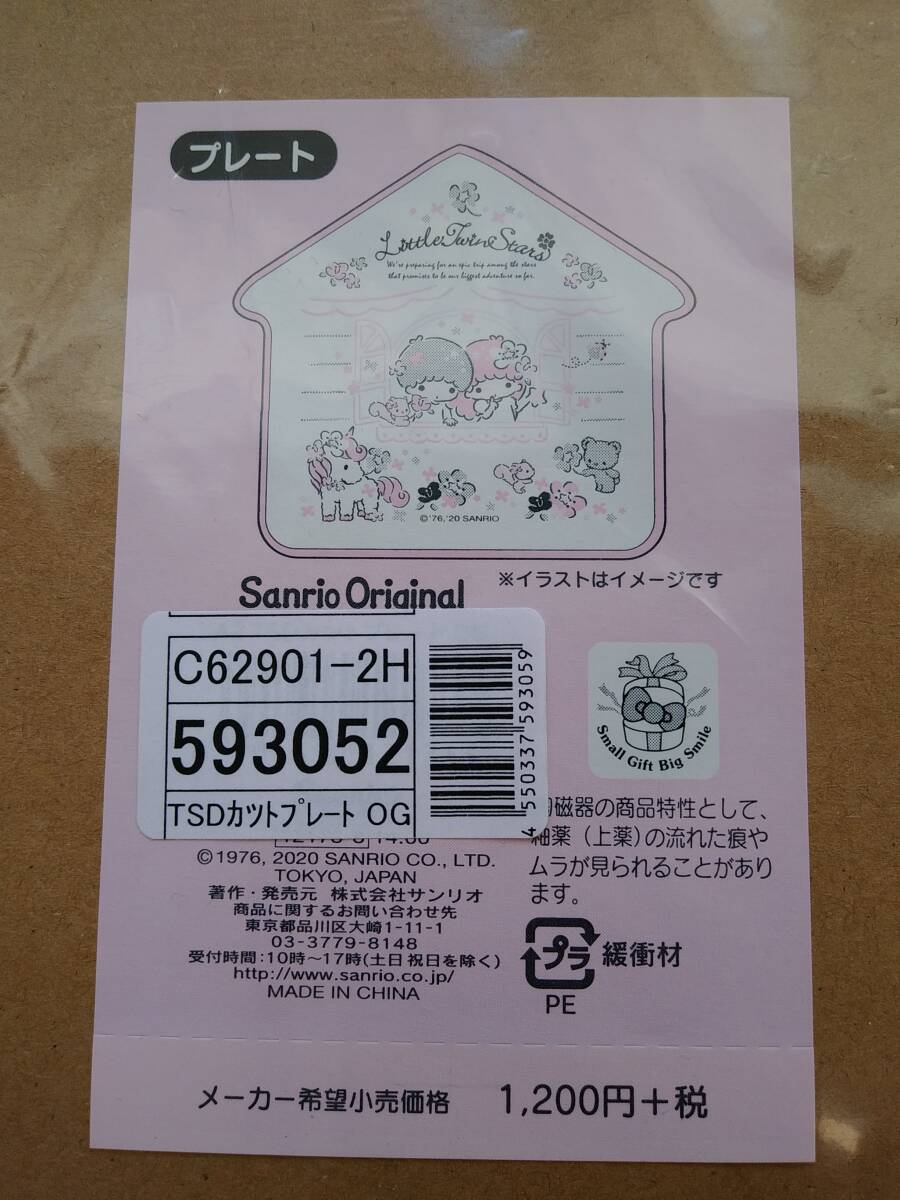 プレート
Little Twin Stars
We're preparing for an epic trip among the stars
that promises to be our biggest adventure so far.
©'76,'20 SANRIO
※イラストはイメージです
Sanrio Original
C62901-2H
593052
TSDカットプレート OG
4550337593059
Small Gift Big Smile
磁器の商品特性として、
釉薬(上薬)の流れた痕や
ムラが見られることがあり
ます。
©1976, 2020 SANRIO CO., LTD.
TOKYO, JAPAN
著作・発売元 株式会社サンリオ
商品に関するお問い合わせ先
東京都品川区大崎1-11-1
03-3779-8148
受付時間:10時〜17時(土日祝日を除く)
http://www.sanrio.co.jp/
MADE IN CHINA
プラ 緩衝材
PE
メーカー希望小売価格 1,200円+税